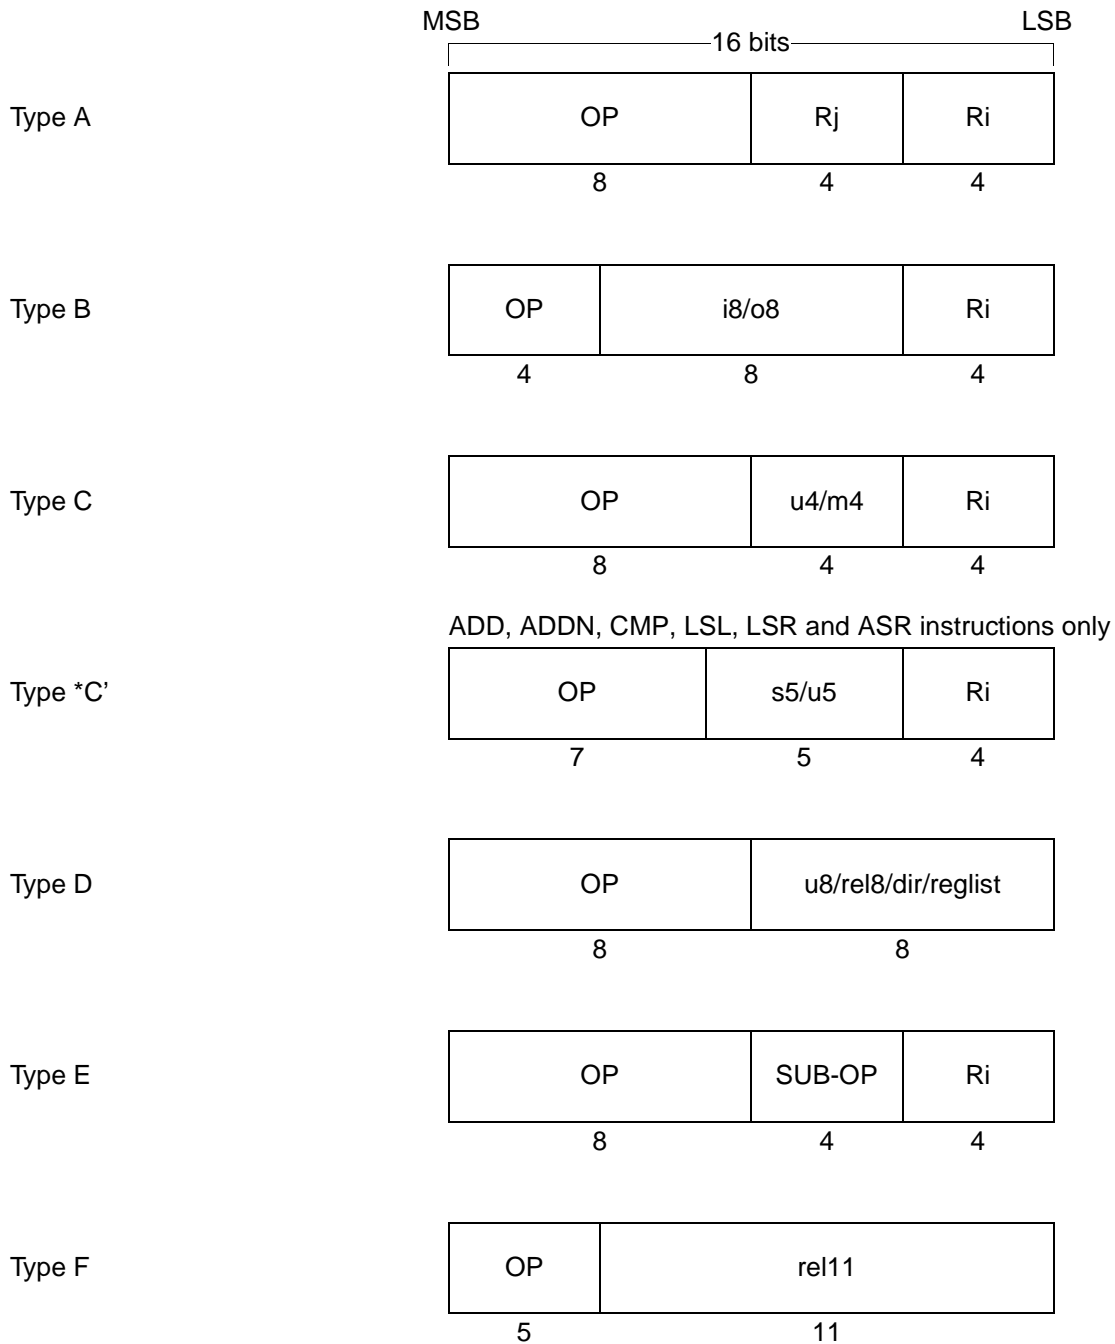 MSB LSB
16 bits
Type A OP Rj Ri
8 4 4
Type B OP i8/o8 Ri
4 8 4
Type C OP u4/m4 Ri
8 4 4
ADD, ADDN, CMP, LSL, LSR and ASR instructions only
Type *C’ OP s5/u5 Ri
7 5 4
Type D OP u8/rel8/dir/reglist
8 8
Type E OP SUB-OP Ri
8 4 4
Type F OP rel11
5 11